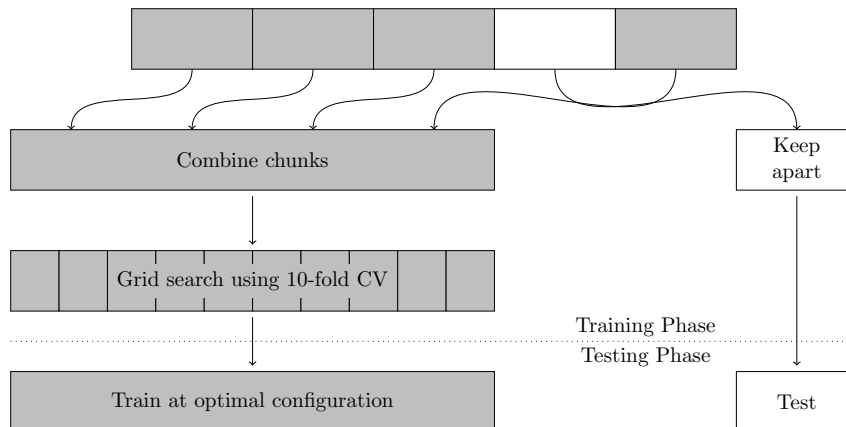 Combine chunks
Keep
apart
Grid search using 10-fold CV
Training Phase
Testing Phase
Train at optimal configuration
Test